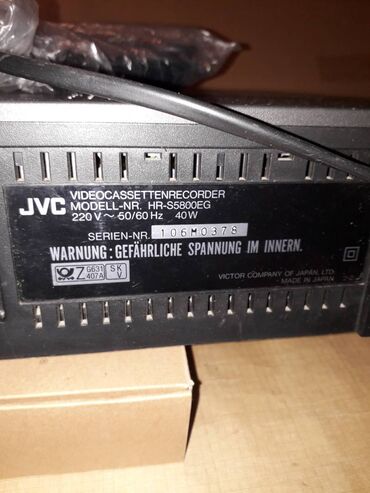 JVC
VIDEOCASSETTENRECORDER
MODELL-NR. HR-S5800EG
220 V ~ 50/60 Hz 40W
SERIEN-NR. 106M0378
WARNUNG: GEFÄHRLICHE SPANNUNG IM INNERN.
Z G631 407A S K V
VICTOR COMPANY OF JAPAN, LTD.
MADE IN JAPAN